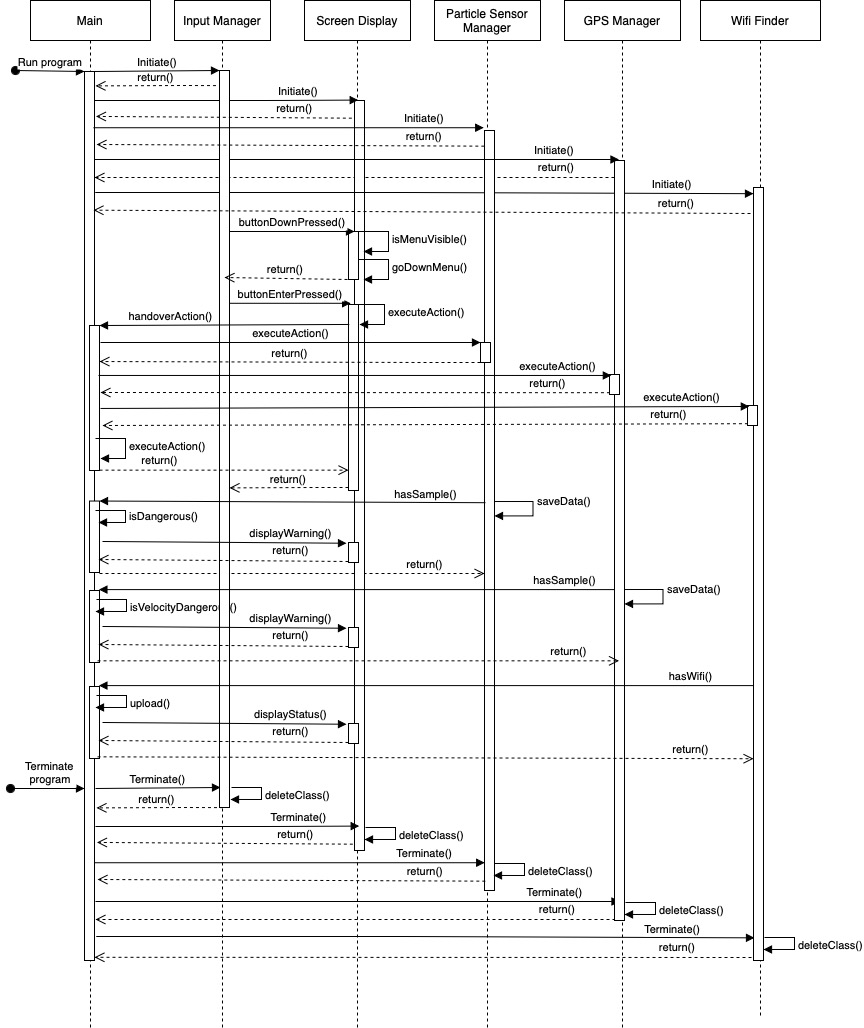 Main
Input Manager
Screen Display
Particle Sensor
Manager
GPS Manager
Wifi Finder
Run program
Initiate()
return()
Initiate()
return()
Initiate()
return()
Initiate()
return()
Initiate()
return()
buttonDownPressed()
isMenuVisible()
goDownMenu()
return()
buttonEnterPressed()
executeAction()
handoverAction()
executeAction()
return()
executeAction()
return()
executeAction()
return()
executeAction()
return()
return()
hasSample()
saveData()
isDangerous()
displayWarning()
return()
return()
hasSample()
saveData()
isVelocityDangerous()
displayWarning()
return()
return()
hasWifi()
upload()
displayStatus()
return()
return()
Terminate
program
Terminate()
deleteClass()
return()
Terminate()
deleteClass()
return()
Terminate()
deleteClass()
return()
Terminate()
deleteClass()
return()
Terminate()
deleteClass()
return()